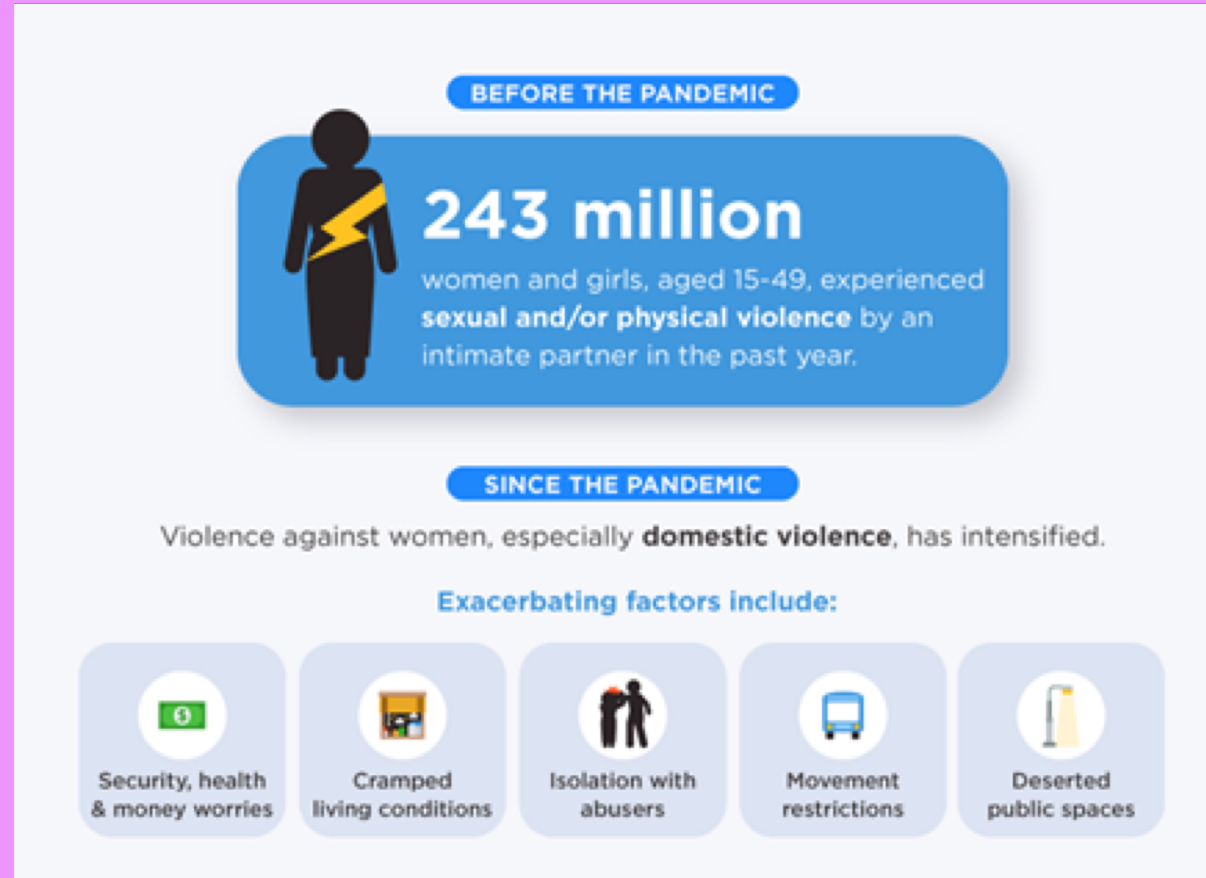 BEFORE THE PANDEMIC
243 million
women and girls, aged 15-49, experienced
sexual and/or physical violence by an
intimate partner in the past year.
SINCE THE PANDEMIC
Violence against women, especially domestic violence, has intensified.
Exacerbating factors include:
Security, health
& money worries
Cramped
living conditions
Isolation with
abusers
Movement
restrictions
Deserted
public spaces